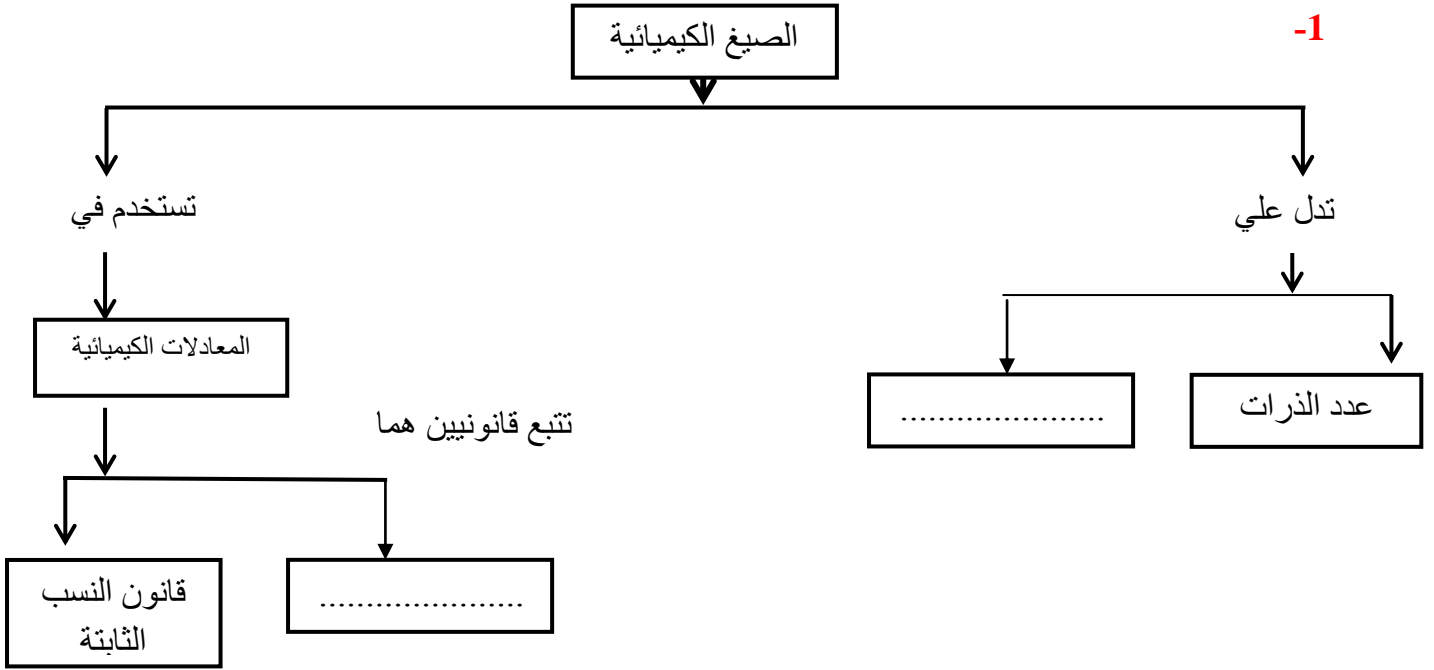 -1
الصيغ الكيميائية
تدل علي
تستخدم في
عدد الذرات
......................
المعادلات الكيميائية
تتبع قانونيين هما
......................
قانون النسب
الثابتة